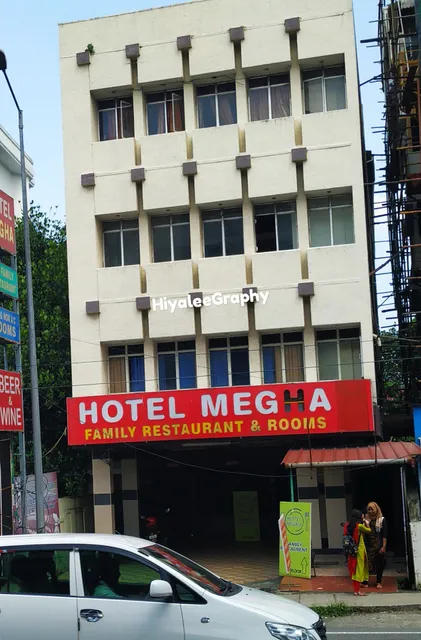 HiyaleeGraphy
HOTEL MEGHA
FAMILY RESTAURANT & ROOMS
BEER
&
WINE